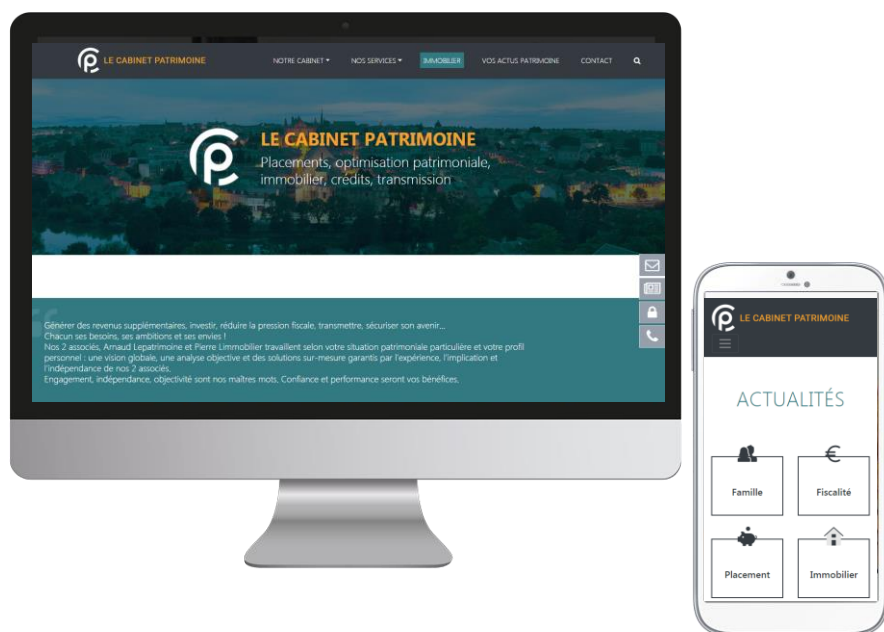 LE CABINET PATRIMOINE
NOTRE CABINET NOS SERVICES IMMOBILIER VOS ACTUS PATRIMOINE CONTACT
LE CABINET PATRIMOINE
Placements, optimisation patrimoniale,
immobilier, crédits, transmission
Générer des revenus supplémentaires, investir, réduire la pression fiscale, transmettre, sécuriser son avenir...
Chacun ses besoins, ses ambitions et ses envies !
Nos 2 associés, Arnaud Lepatrimoine et Pierre Limmobilier travaillent selon votre situation patrimoniale particulière et votre profil
personnel : une vision globale, une analyse objective et des solutions sur-mesure garantis par l'expérience, l'implication et
l'indépendance de nos 2 associés.
Engagement, indépendance, objectivité sont nos maîtres mots. Confiance et performance seront vos bénéfices.
LE CABINET PATRIMOINE
ACTUALITÉS
Famille
Fiscalité
Placement
Immobilier